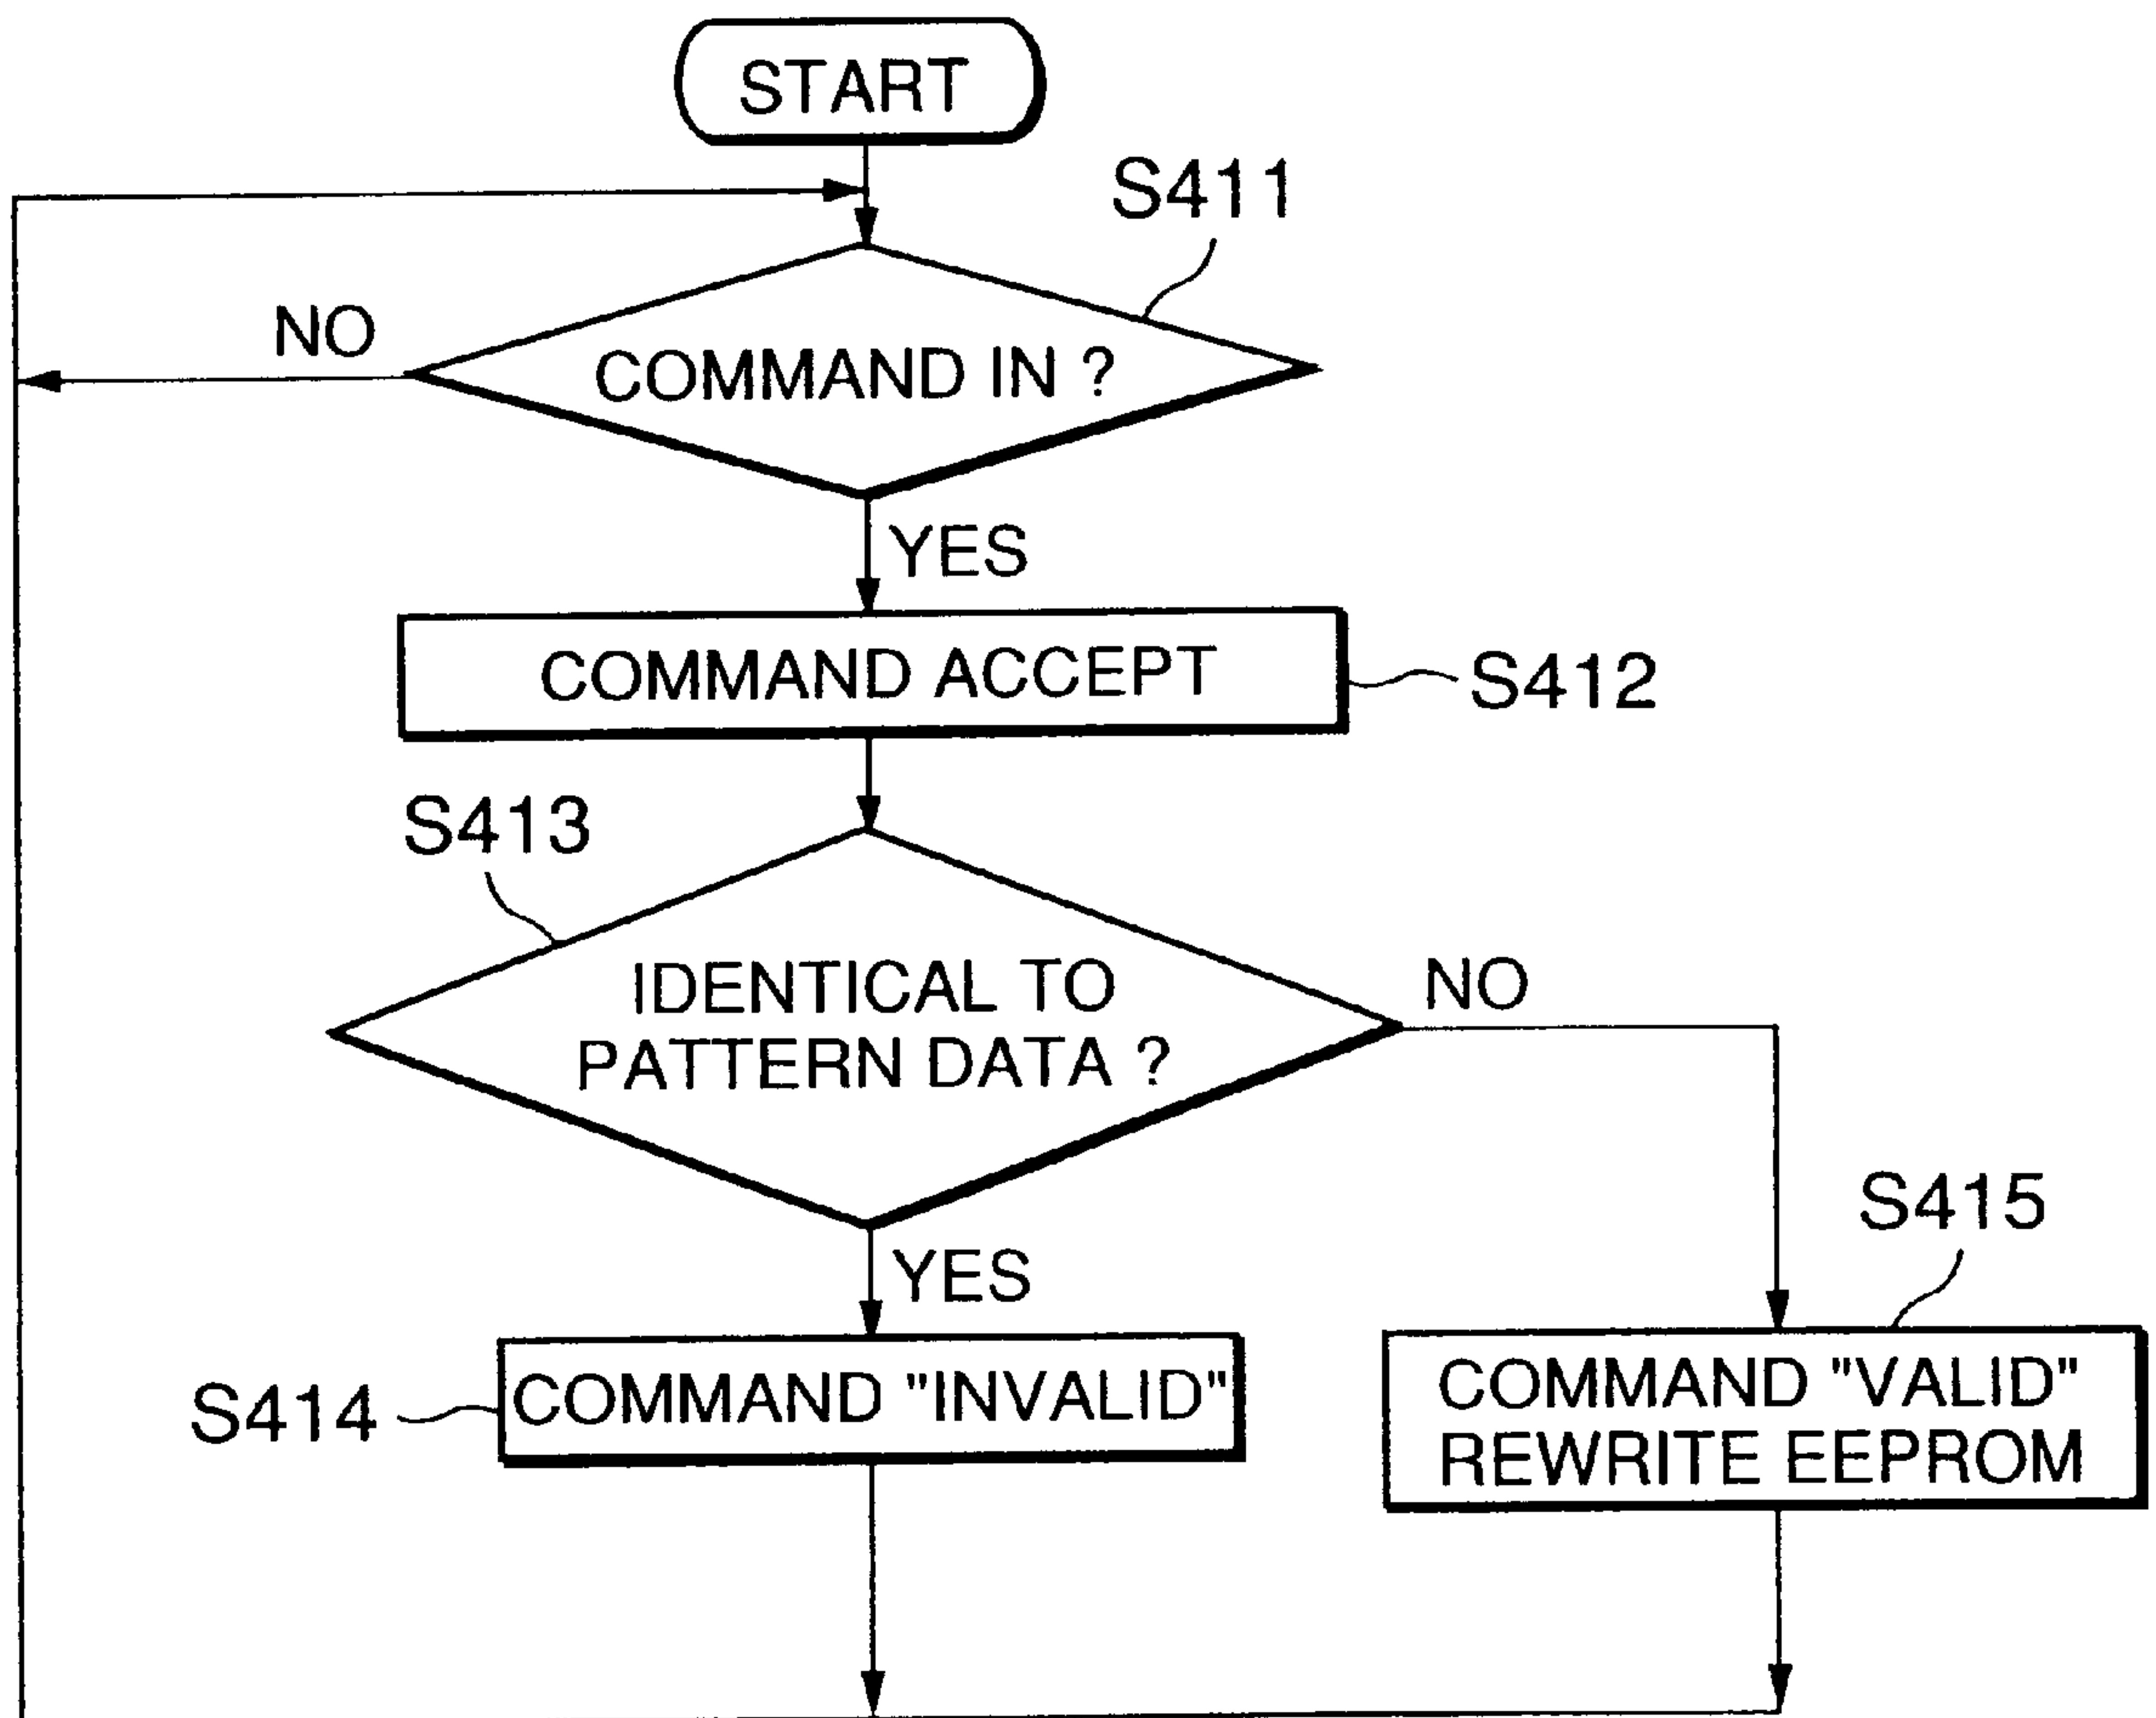 START
S411
NO
COMMAND IN ?
YES
COMMAND ACCEPT
S412
S413
IDENTICAL TO
PATTERN DATA ?
NO
YES
S415
S414
COMMAND "INVALID"
COMMAND "VALID"
REWRITE EEPROM